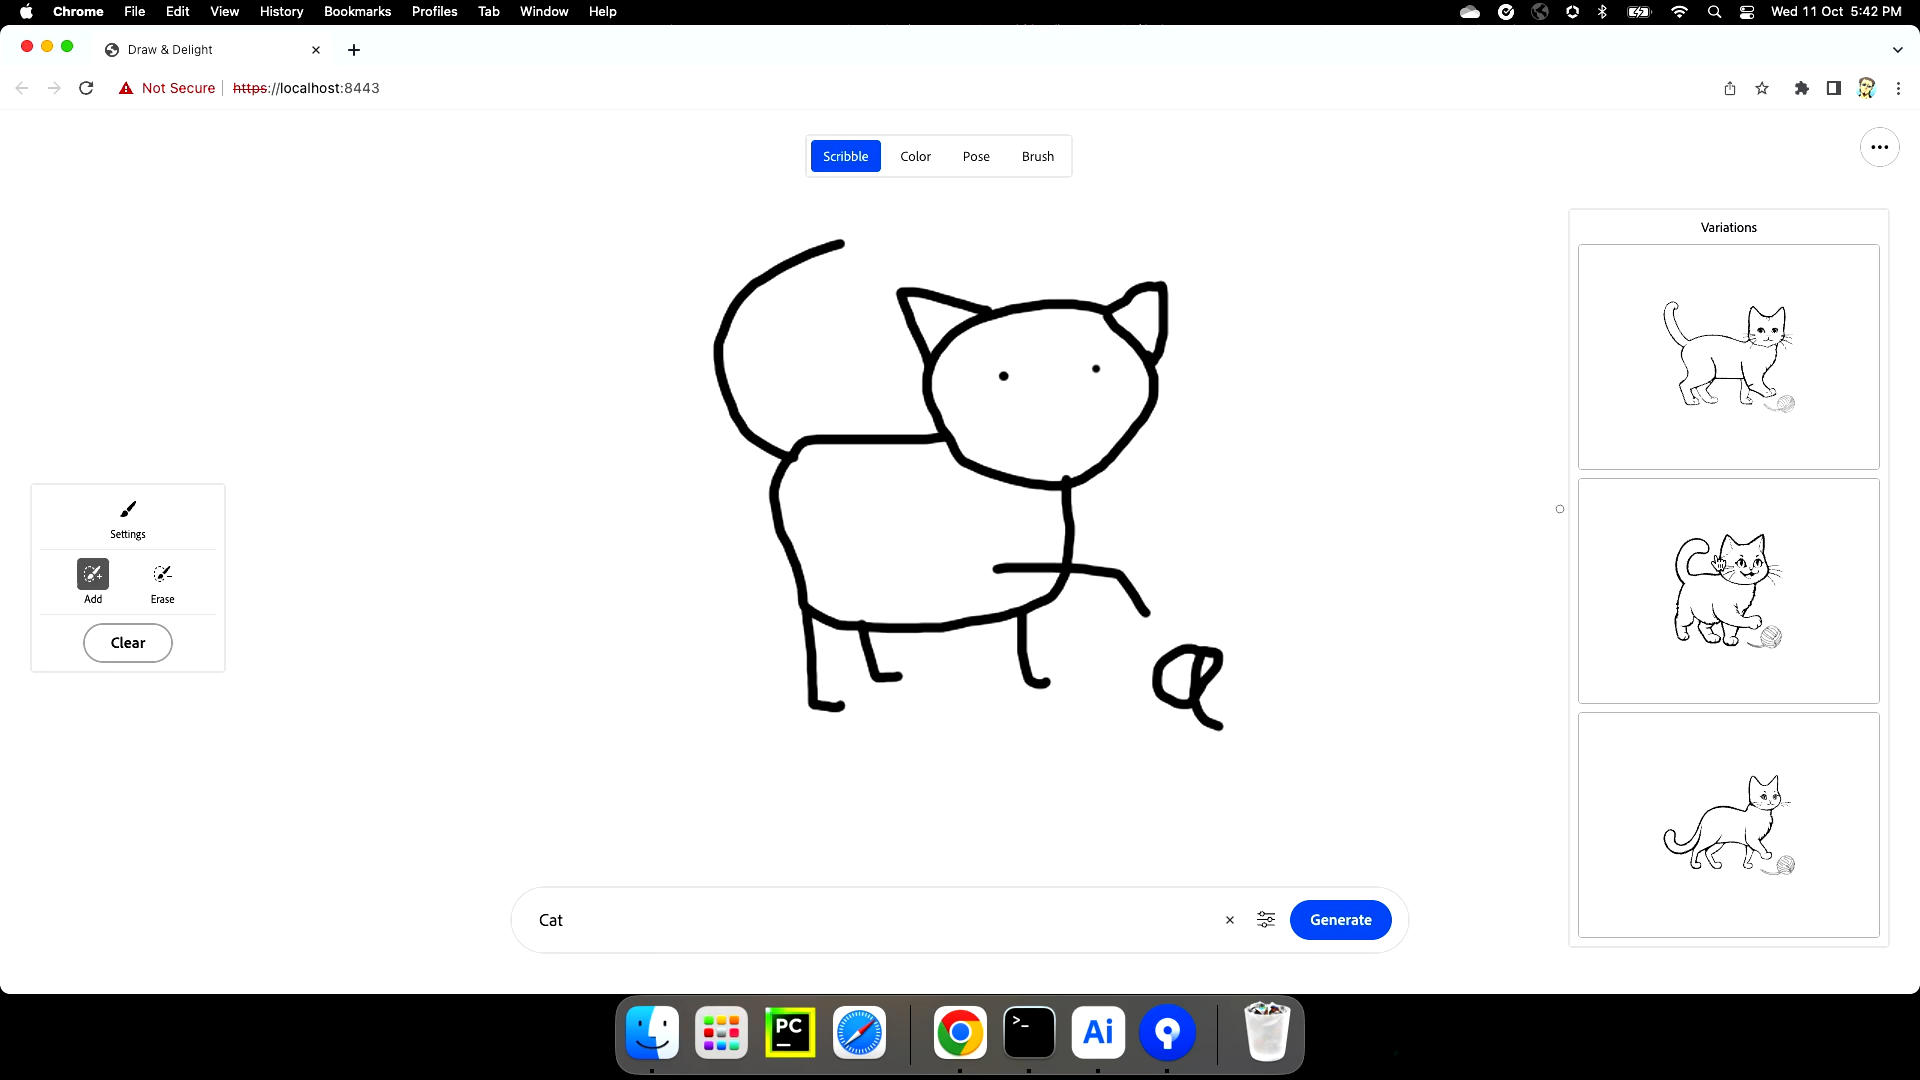 Chrome File Edit View History Bookmarks Profiles Tab Window Help Wed 11 Oct 5:42 PM
Draw & Delight
Not Secure https://localhost:8443
Scribble Color Pose Brush
Variations
Settings
Add Erase
Clear
Cat Generate
PC >_ Ai